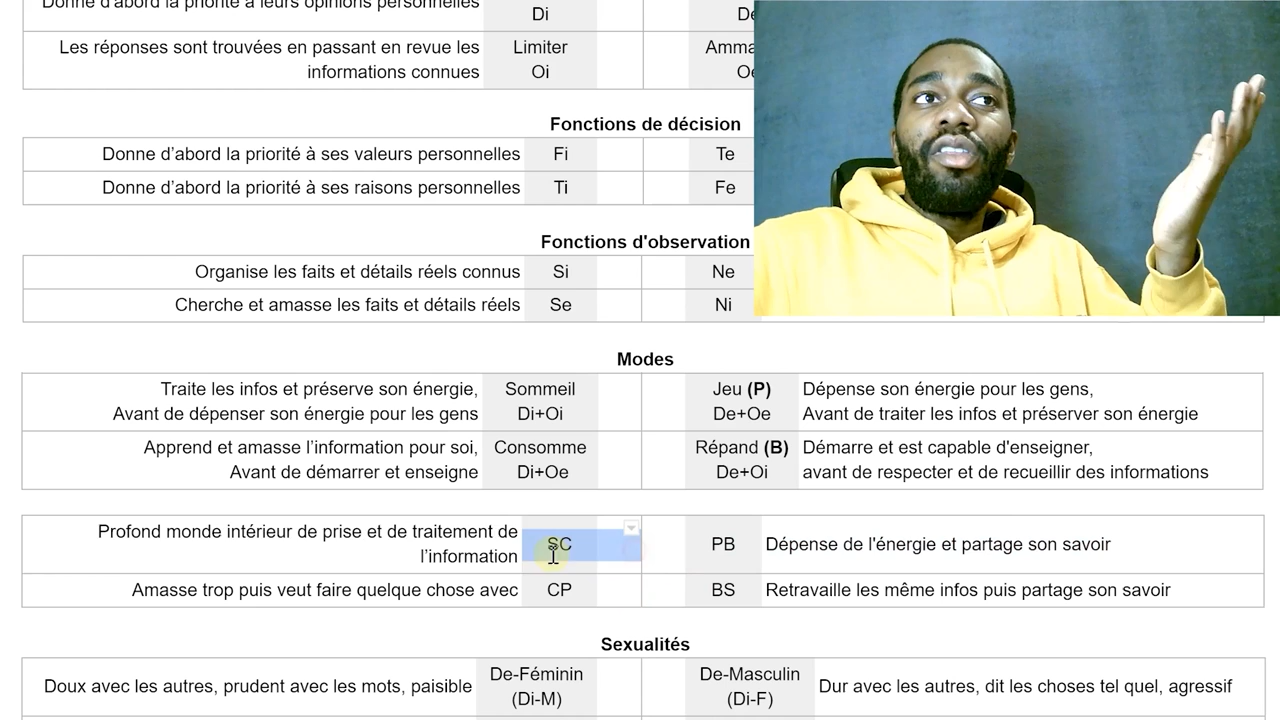 Donne d'abord la priorité à leurs opinions personnelles
Di
De
Les réponses sont trouvées en passant en revue les
informations connues
Limiter
Oi
Fonctions de décision
Donne d’abord la priorité à ses valeurs personnelles Fi Te
Donne d’abord la priorité à ses raisons personnelles Ti Fe
Fonctions d'observation
Organise les faits et détails réels connus Si Ne
Cherche et amasse les faits et détails réels Se Ni
Modes
Traite les infos et préserve son énergie, Sommeil Jeu (P) Dépense son énergie pour les gens,
Avant de dépenser son énergie pour les gens Di+Oi De+Oe Avant de traiter les infos et préserver son énergie
Apprend et amasse l’information pour soi, Consomme Répand (B) Démarre et est capable d'enseigner,
Avant de démarrer et enseigne Di+Oe De+Oi avant de respecter et de recueillir des informations
Profond monde intérieur de prise et de traitement de
l’information
SC PB Dépense de l'énergie et partage son savoir
Amasse trop puis veut faire quelque chose avec CP BS Retravaille les même infos puis partage son savoir
Sexualités
Doux avec les autres, prudent avec les mots, paisible
De-Féminin
(Di-M)
De-Masculin
(Di-F)
Dur avec les autres, dit les choses tel quel, agressif